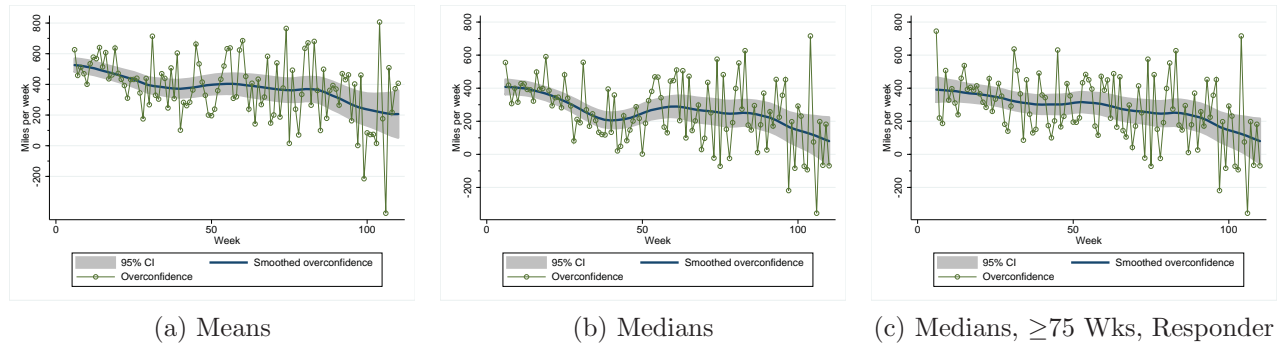 Miles per week
800
600
400
200
0
-200
0
50
100
Week
95% CI
Smoothed overconfidence
Overconfidence
(a) Means
Miles per week
800
600
400
200
0
-200
0
50
100
Week
95% CI
Smoothed overconfidence
Overconfidence
(b) Medians
Miles per week
800
600
400
200
0
-200
0
50
100
Week
95% CI
Smoothed overconfidence
Overconfidence
(c) Medians, ≥75 Wks, Responder